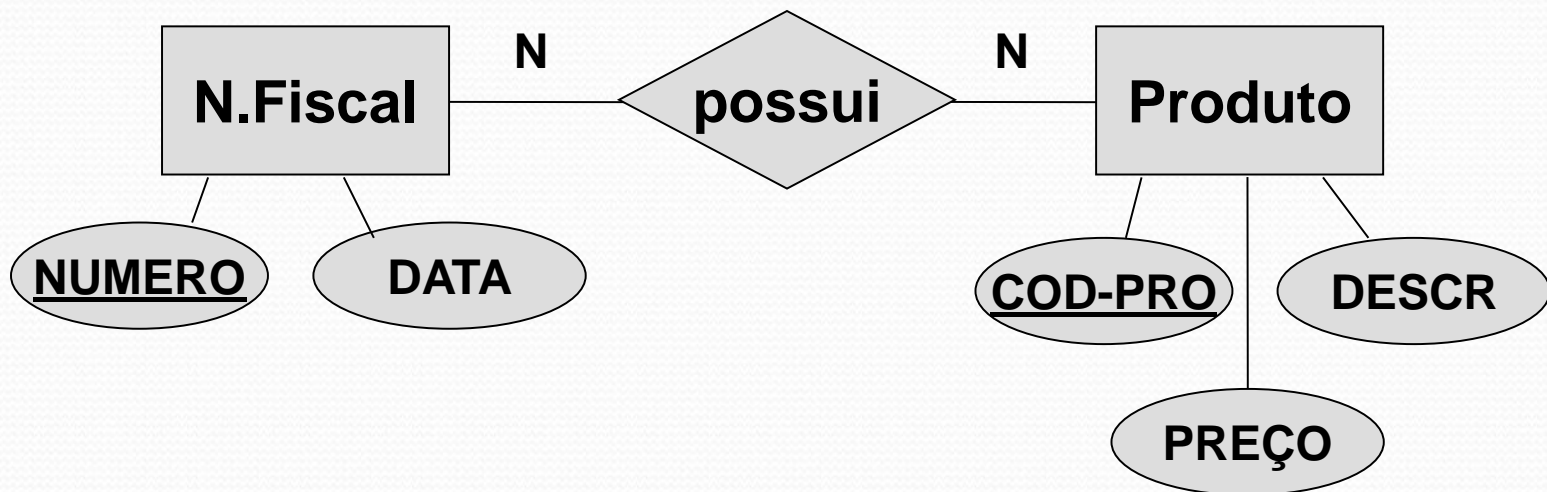 N
N
N.Fiscal
possui
Produto
NUMERO
DATA
COD-PRO
DESCR
PREÇO